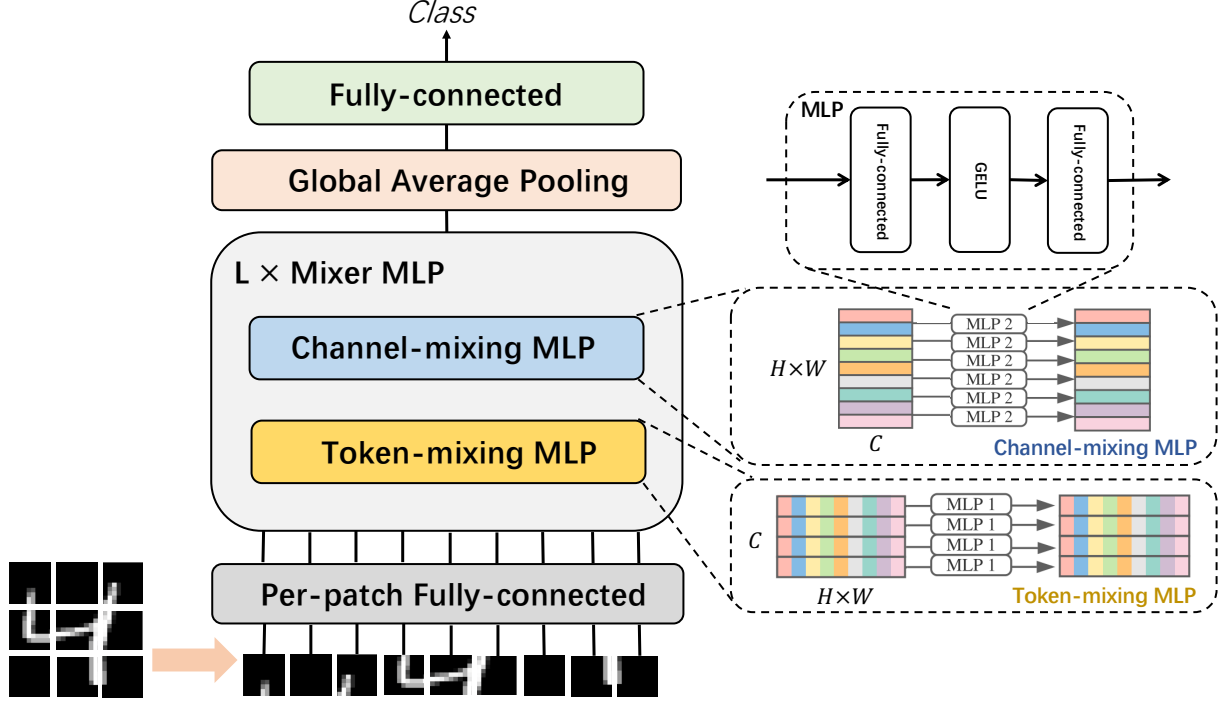 Class
Fully-connected
Global Average Pooling
L × Mixer MLP
Channel-mixing MLP
Token-mixing MLP
Per-patch Fully-connected
MLP
Fully-connected
GELU
Fully-connected
H×W
MLP 2
MLP 2
MLP 2
MLP 2
MLP 2
MLP 2
C
Channel-mixing MLP
C
MLP 1
MLP 1
MLP 1
MLP 1
H×W
Token-mixing MLP